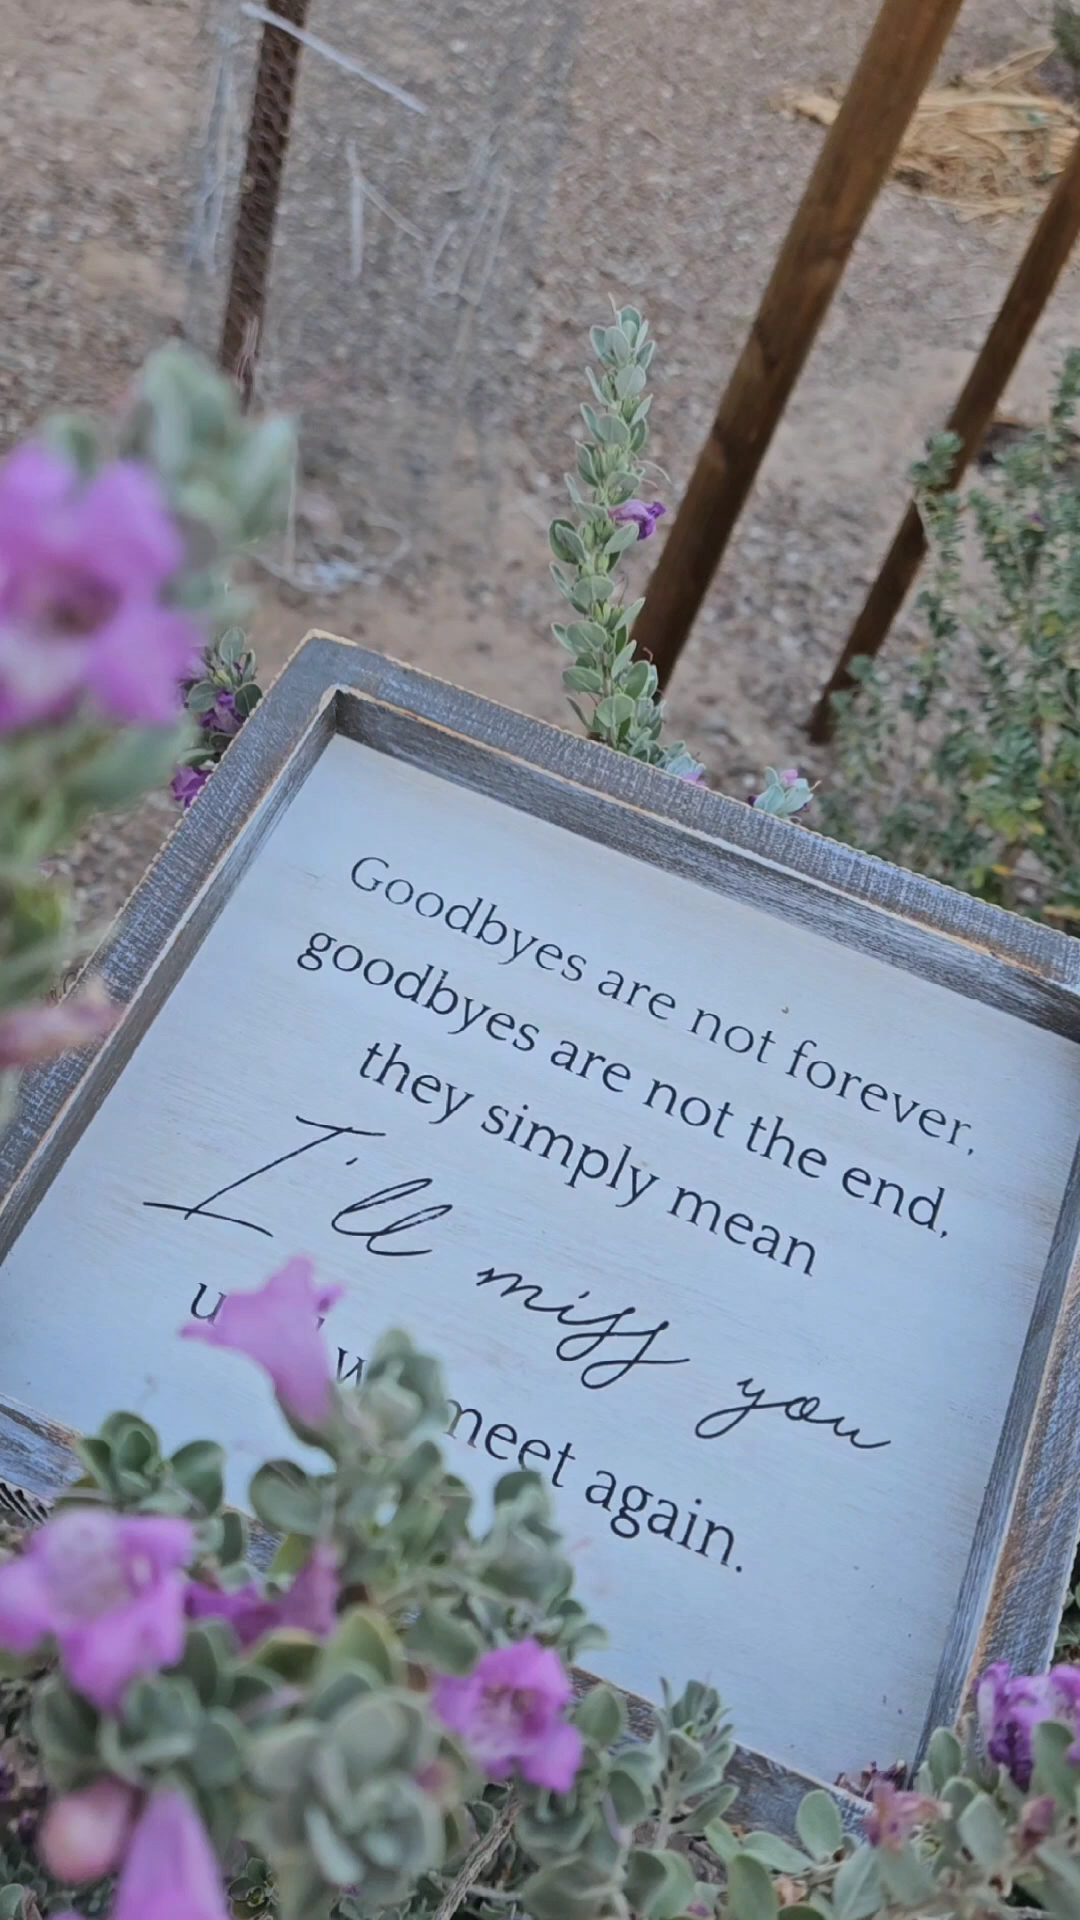 Goodbyes are not forever,
goodbyes are not the end,
they simply mean
I'll miss you
meet again.